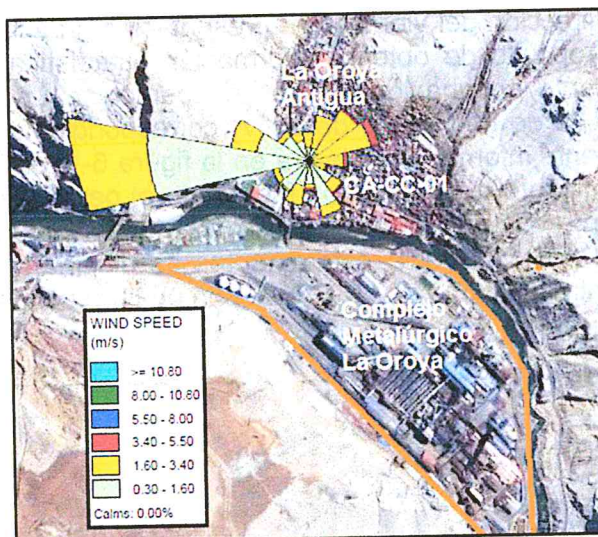 La Oroya
Antigua
CA-CC-01
Complejo
Metalúrgico
La Oroya
WIND SPEED
(m/s)
>= 10.80
8.00 - 10.80
5.50 - 8.00
3.40 - 5.50
1.60 - 3.40
0.30 - 1.60
Calms: 0.00%